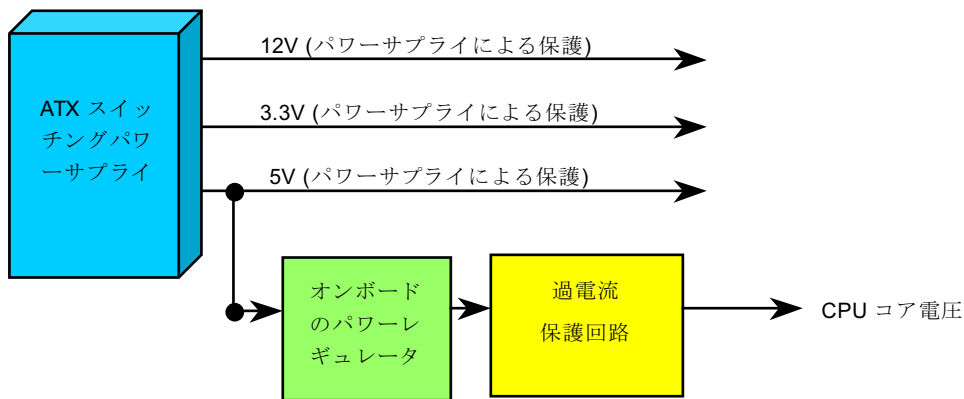 12V (パワーサプライによる保護)
ATX スイッ
チングパワ
ーサプライ
3.3V (パワーサプライによる保護)
5V (パワーサプライによる保護)
オンボード
のパワーレ
ギュレータ
過電流
保護回路
CPU コア電圧